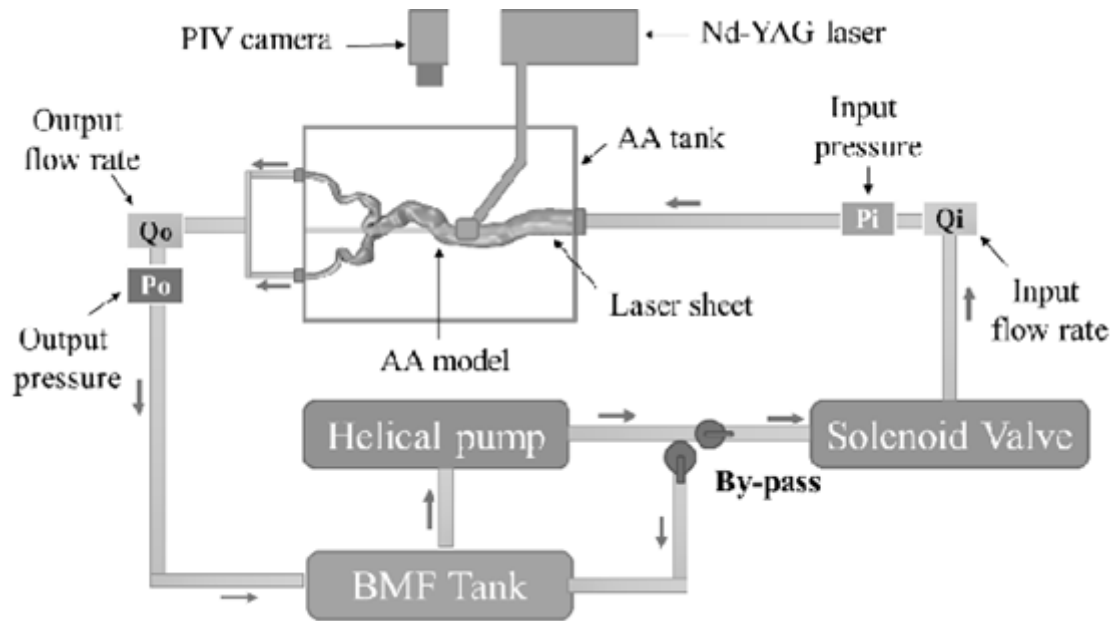 PIV camera
Nd-YAG laser
Output
flow rate
AA tank
Input
pressure
Qo
Pi
Qi
Po
Laser sheet
Input
flow rate
Output
pressure
AA model
Helical pump
Solenoid Valve
By-pass
BMF Tank